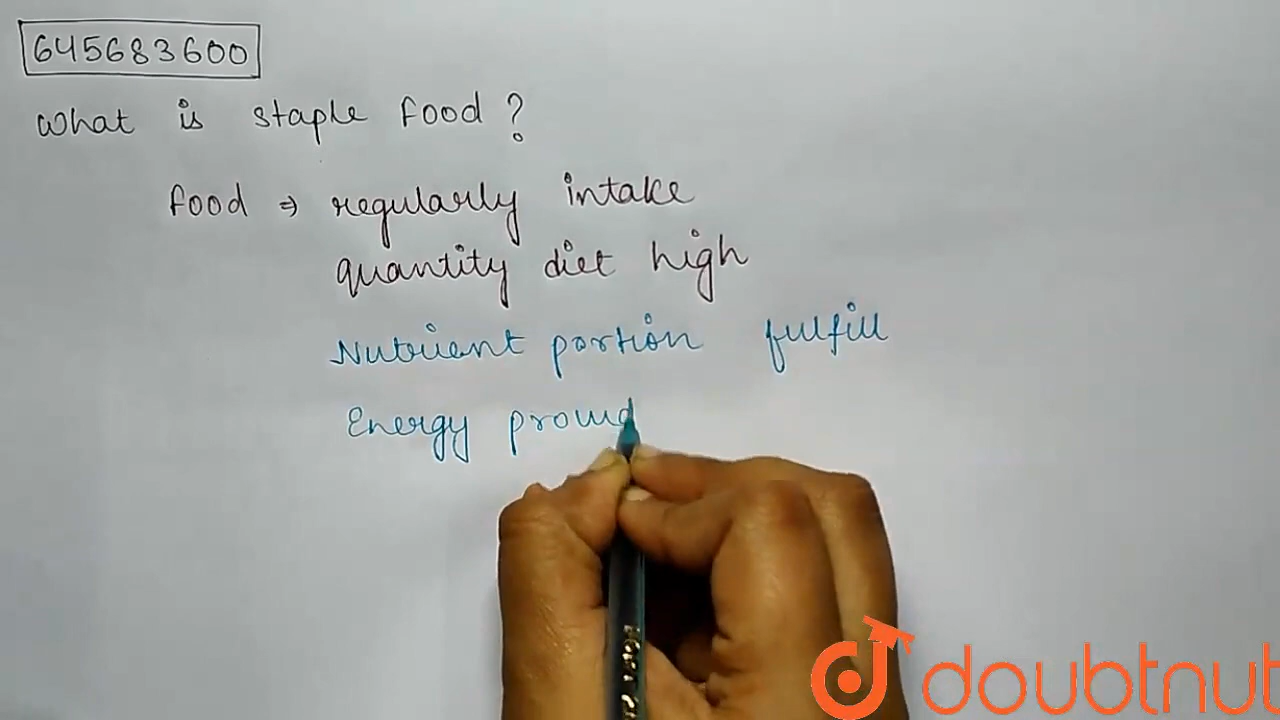 645683600
What is staple food ?
food ⇒ regularly intake
quantity diet high
Nutrient portion fulfill
Energy provid
doubtnut